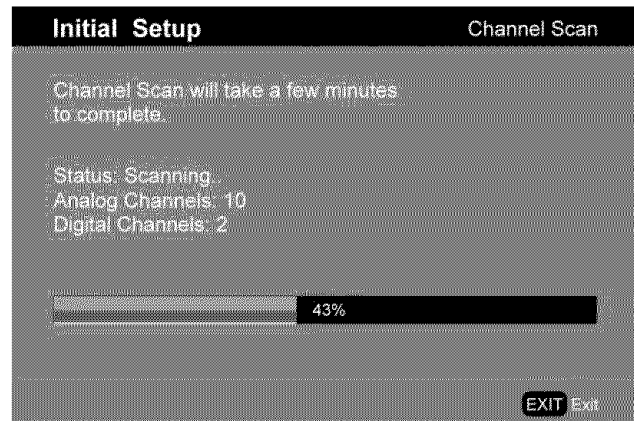 Initial Setup
Channel Scan
Channel Scan will take a few minutes
to complete.
Status: Scanning..
Analog Channels: 10
Digital Channels: 2
43%
EXIT Exit